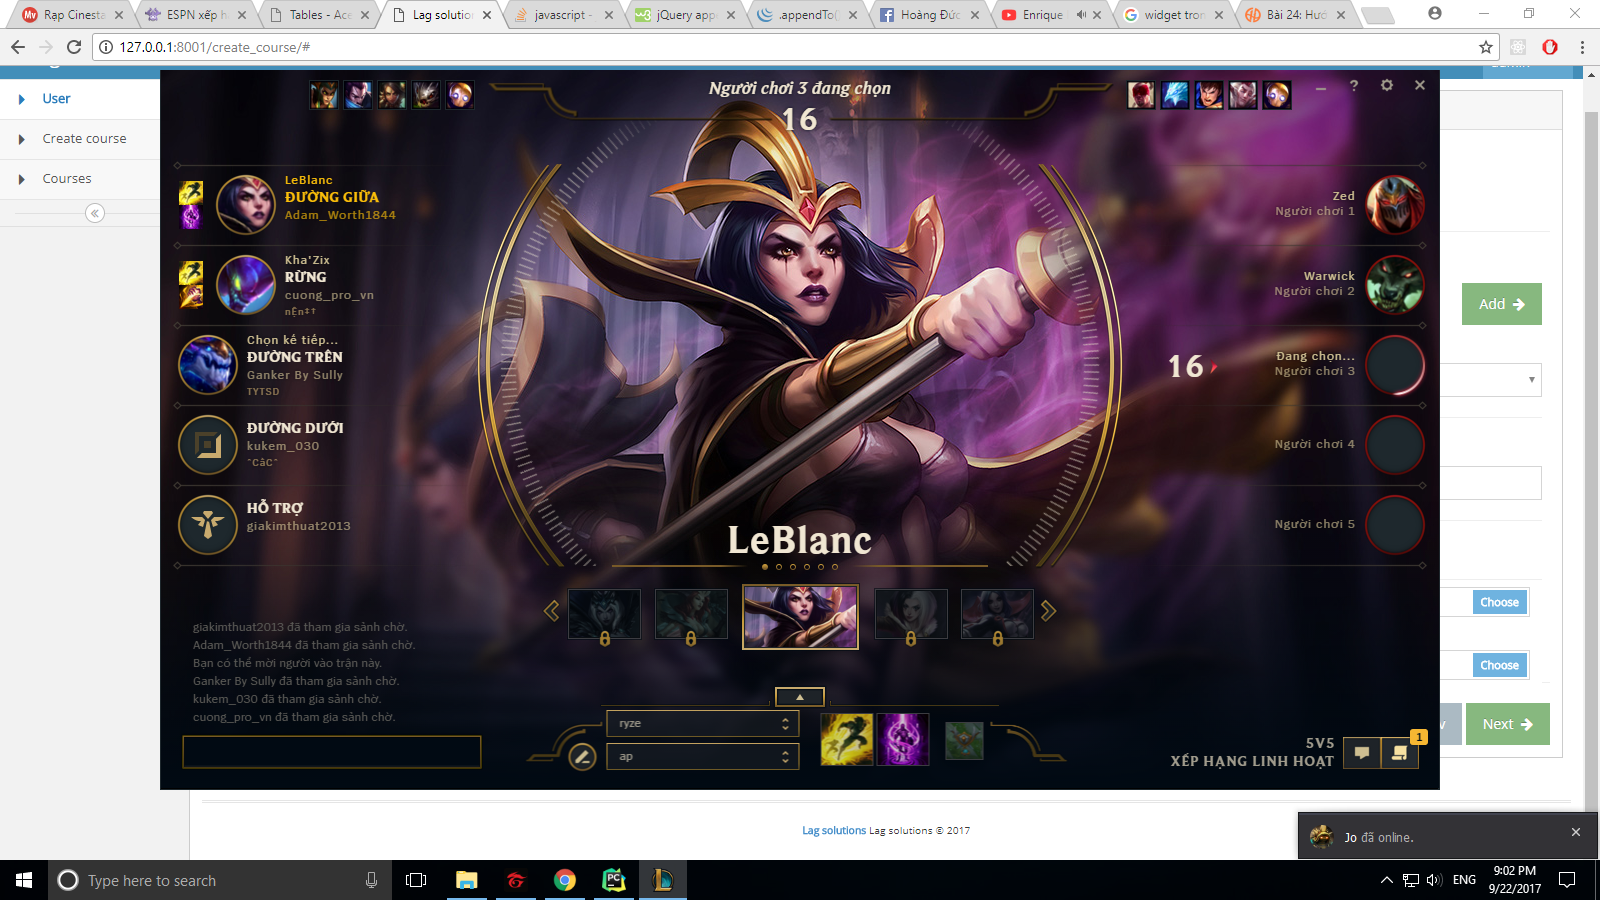 Rạp Cinesta
ESPN xếp h
Tables - Ace
Lag solution
javascript -
jQuery appe
.appendTo()
Hoàng Đức
Enrique
widget tron
Bài 24: Hướ
127.0.0.1:8001/create_course/#
User
Create course
Courses
Người chơi 3 đang chọn
16
LeBlanc
ĐƯỜNG GIỮA
Adam_Worth1844
Kha'Zix
RỪNG
cuong_pro_vn
Chọn kế tiếp...
ĐƯỜNG TRÊN
Ganker By Sully
TYTSD
ĐƯỜNG DƯỚI
kukem_030
HỖ TRỢ
giakimthuat2013
Zed
Người chơi 1
Warwick
Người chơi 2
16
Đang chọn...
Người chơi 3
Người chơi 4
Người chơi 5
Add
LeBlanc
giakimthuat2013 đã tham gia sảnh chờ.
Adam_Worth1844 đã tham gia sảnh chờ.
Bạn có thể mời người vào trận này.
Ganker By Sully đã tham gia sảnh chờ.
kukem_030 đã tham gia sảnh chờ.
cuong_pro_vn đã tham gia sảnh chờ.
ryze
ap
5V5
XẾP HẠNG LINH HOẠT
1
Choose
Choose
Next
Lag solutions Lag solutions © 2017
Jo đã online.
Type here to search
ENG
9:02 PM
9/22/2017